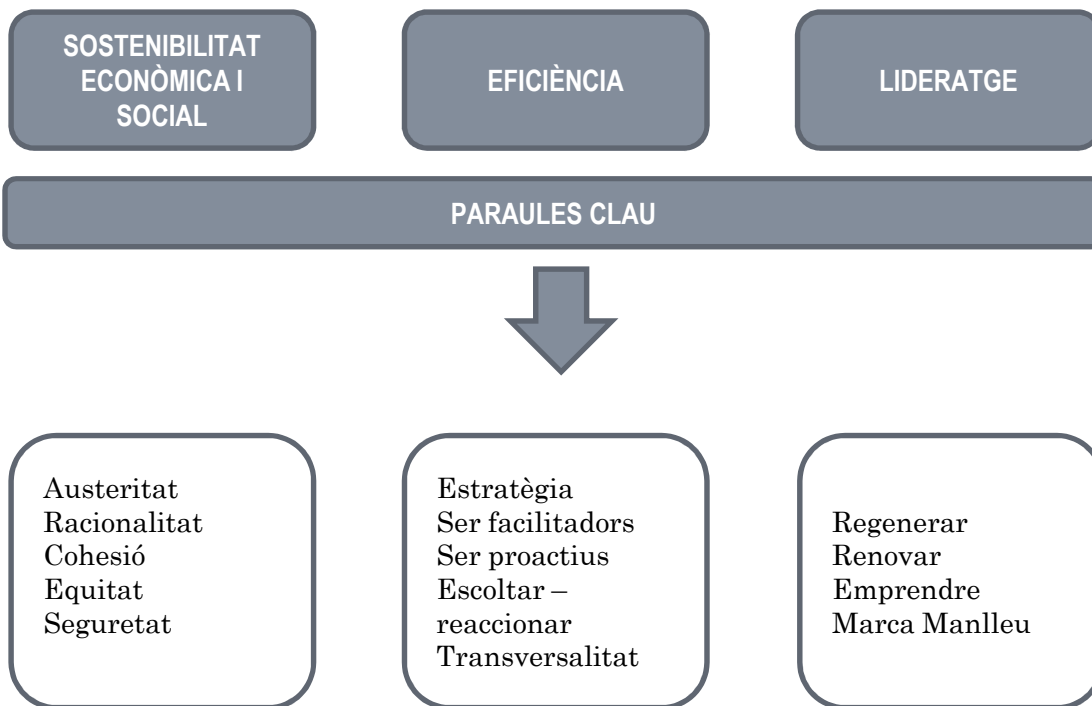 SOSTENIBILITAT
ECONÒMICA I
SOCIAL
EFICIÈNCIA
LIDERATGE
PARAULES CLAU
Austeritat
Racionalitat
Cohesió
Equitat
Seguretat
Estratègia
Ser facilitadors
Ser proactius
Escoltar –
reaccionar
Transversalitat
Regenerar
Renovar
Emprendre
Marca Manlleu